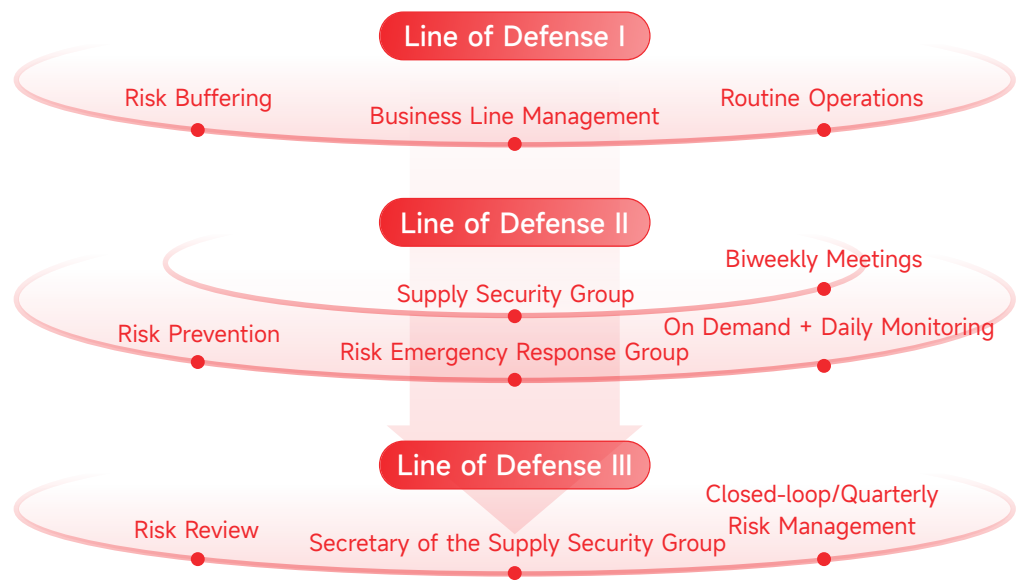 Line of Defense I
Risk Buffering
Business Line Management
Routine Operations
Line of Defense II
Biweekly Meetings
Supply Security Group
Risk Prevention
Risk Emergency Response Group
On Demand + Daily Monitoring
Line of Defense III
Risk Review
Secretary of the Supply Security Group
Closed-loop/Quarterly
Risk Management